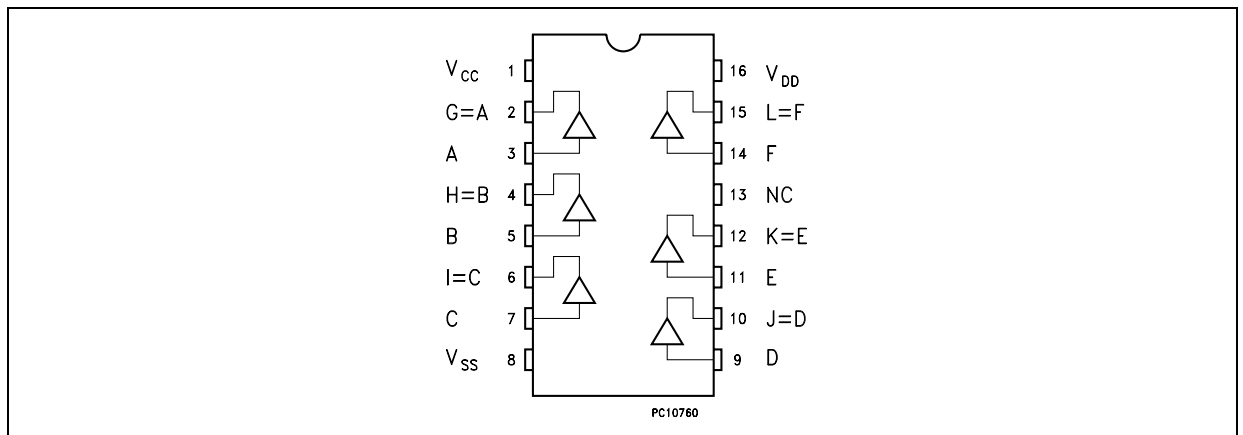 V_CC 1 16 V_DD
G=A 2 15 L=F
A 3 14 F
H=B 4 13 NC
B 5 12 K=E
I=C 6 11 E
C 7 10 J=D
V_SS 8 9 D
PC10760